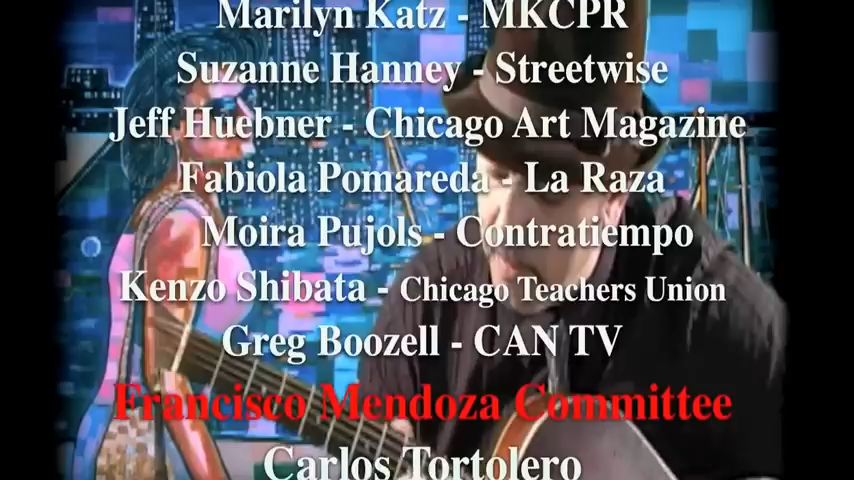 Marilyn Katz - MKCPR
Suzanne Hanney - Streetwise
Jeff Huebner - Chicago Art Magazine
Fabiola Pomareda - La Raza
Moira Pujols - Contratiempo
Kenzo Shibata - Chicago Teachers Union
Greg Boozell - CAN TV
Francisco Mendoza Committee
Carlos Tortolero